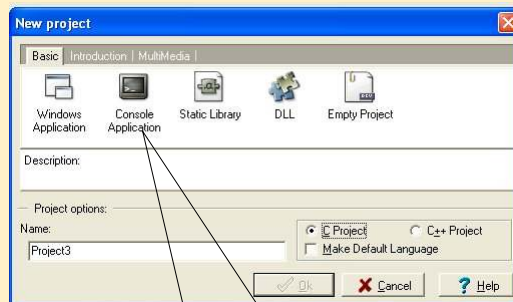 New project
Basic Introduction MultiMedia
Windows Application
Console Application
Static Library
DLL
Empty Project
Description:
Project options:
Name:
Project3
C Project
C++ Project
Make Default Language
Ok
Cancel
Help